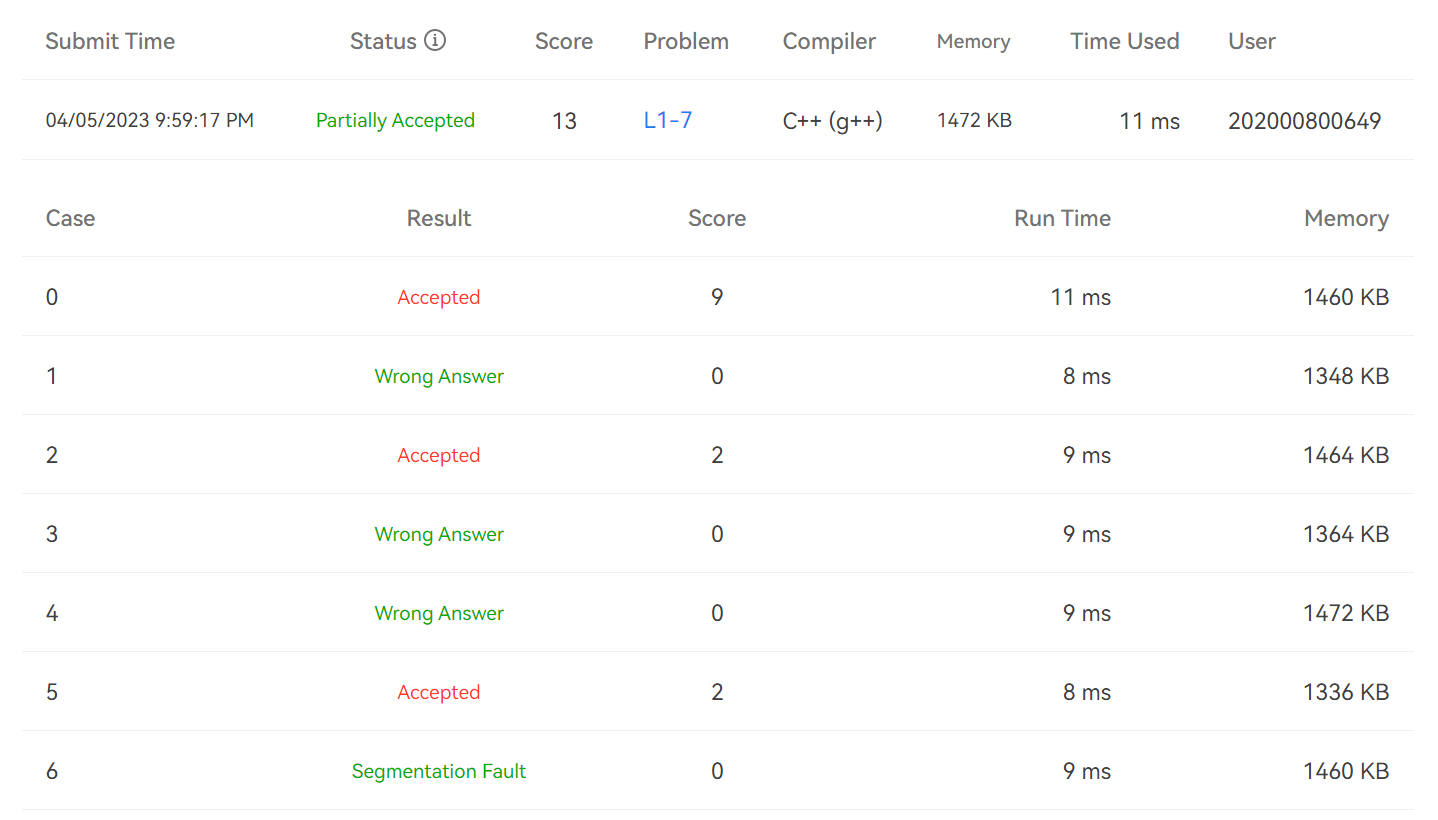 Submit Time Status Score Problem Compiler Memory Time Used User
04/05/2023 9:59:17 PM Partially Accepted 13 L1-7 C++ (g++) 1472 KB 11 ms 202000800649
Case Result Score Run Time Memory
0 Accepted 9 11 ms 1460 KB
1 Wrong Answer 0 8 ms 1348 KB
2 Accepted 2 9 ms 1464 KB
3 Wrong Answer 0 9 ms 1364 KB
4 Wrong Answer 0 9 ms 1472 KB
5 Accepted 2 8 ms 1336 KB
6 Segmentation Fault 0 9 ms 1460 KB